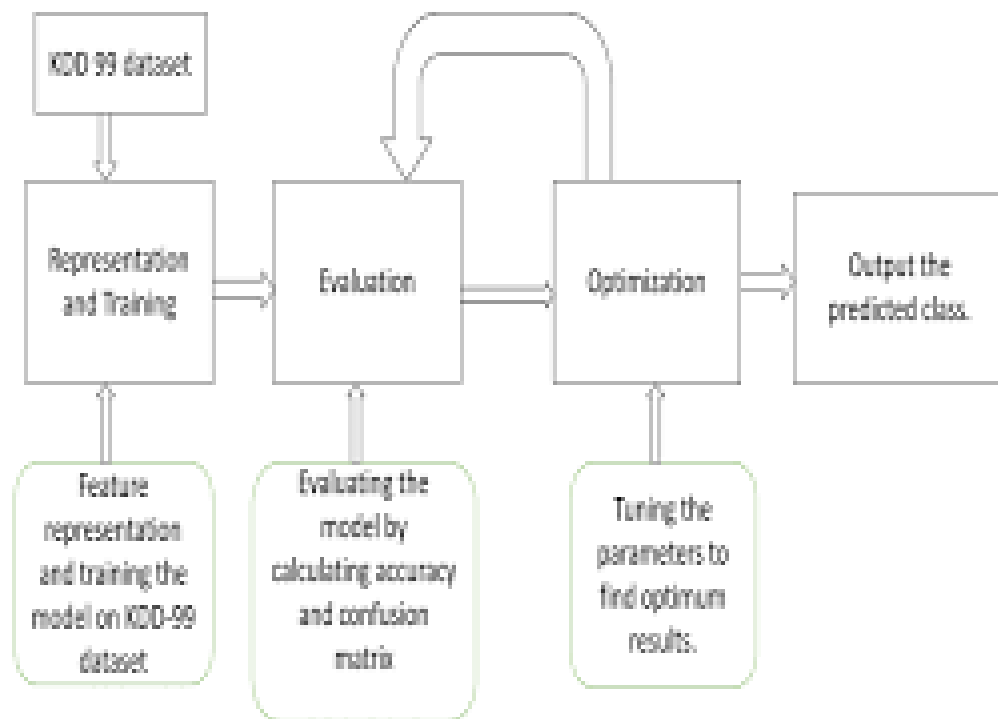 KDD 99 dataset
Representation
and Training
Evaluation
Optimization
Output the
predicted class.
Feature
representation
and training the
model on KDD-99
dataset
Evaluating the
model by
calculating accuracy
and confusion
matrix
Tuning the
parameters to
find optimum
results.